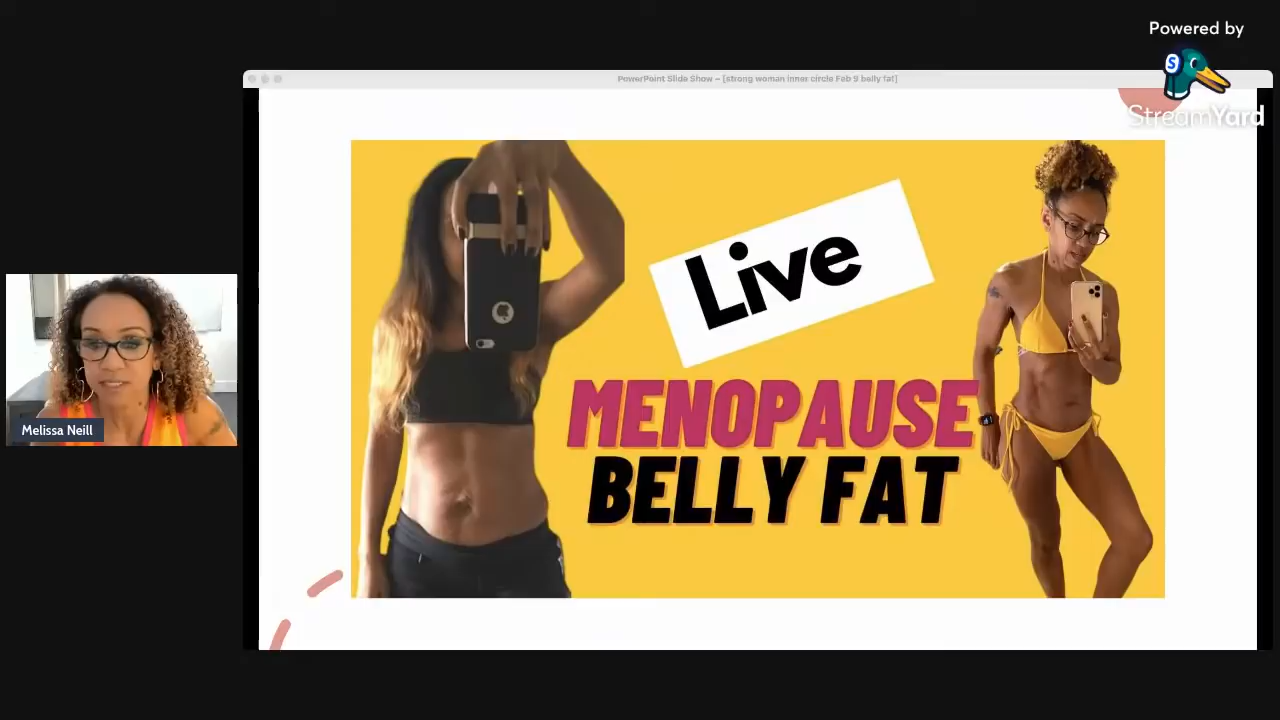 Powered by
PowerPoint Slide Show – [strong woman inner circle Feb 9 belly fat]
S
StreamYard
Live
MENOPAUSE
BELLY FAT
Melissa Neill